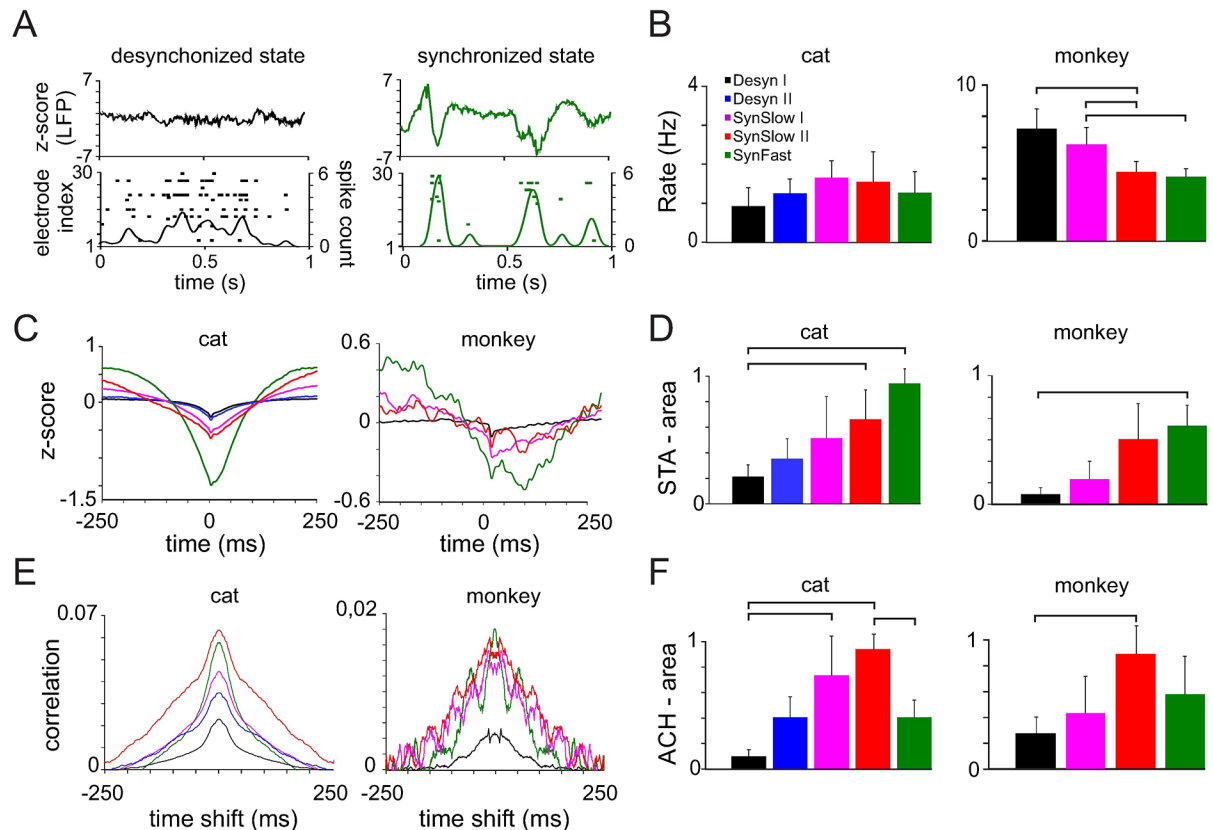 A
desynchonized state
synchronized state
7
7
z-score
(LFP)
-7
-7
30
6
30
6
electrode
index
spike count
1
0
1
0
0
0.5
1
0
0.5
1
time (s)
time (s)
B
cat
monkey
Desyn I
Desyn II
SynSlow I
SynSlow II
SynFast
4
10
Rate (Hz)
0
0
C
cat
monkey
1
0.6
z-score
0
0
-1.5
-0.6
-250
0
250
-250
0
250
time (ms)
time (ms)
D
cat
monkey
1
1
STA - area
0
0
E
cat
monkey
0.07
0,02
correlation
0
0
-250
250
-250
250
time shift (ms)
time shift (ms)
F
cat
monkey
1
1
ACH - area
0
0